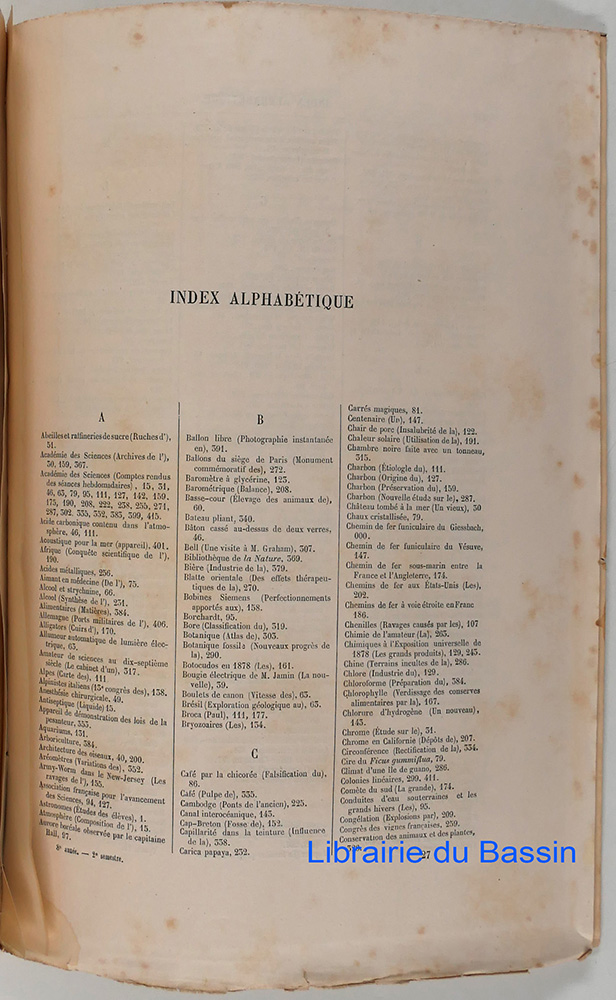 INDEX ALPHABÉTIQUE
A
Abeilles et raffineries de sucre (Ruches d'),
51.
Académie des Sciences (Archives de l'),
50, 159, 367.
Académie des Sciences (Comptes rendus
des séances hebdomadaires), 15, 31,
46, 63, 79, 95, 111, 127, 142, 159,
175, 190, 208, 222, 238, 255, 271,
287, 302, 335, 352, 383, 399, 415.
Acide carbonique contenu dans l'atmo-
sphère, 46, 111.
Acoustique pour la mer (appareil), 401.
Afrique (Conquête scientifique de l'),
190.
Acides métalliques, 256.
Aimant en médecine (De l'), 75.
Alcool et strychnine, 66.
Alcool (Synthèse de l'), 251.
Alimentaires (Matières), 384.
Allemagne (Ports militaires de l'), 406.
Alligators (Cuirs d'), 170.
Allumeur automatique de lumière élec-
trique, 63.
Amateur de sciences au dix-septième
siècle (Le cabinet d'un), 317.
Alpes (Carte des), 111.
Alpinistes italiens (13e congrès des), 158.
Anesthésie chirurgicale, 49.
Antiseptique (Liquide) 15.
Appareil de démonstration des lois de la
pesanteur, 353.
Aquariums, 131.
Arboriculture, 384.
Architecture des oiseaux, 40, 200.
Aréomètres (Variations des), 352.
Army-Worm dans le New-Jersey (Les
ravages de l'), 155.
Association française pour l'avancement
des Sciences, 94, 127.
Astronomes (Études des élèves), 1.
Atmosphère (Composition de l'), 15.
Aurore boréale observée par le capitaine
Ball, 97.
8e année. — 2e semestre.
B
Ballon libre (Photographie instantanée
en), 391.
Ballons du siège de Paris (Monument
commémoratif des), 272.
Baromètre à glycérine, 123.
Barométrique (Balance), 208.
Basse-cour (Élevage des animaux de),
60.
Bateau pliant, 340.
Bâton cassé au-dessus de deux verres,
46.
Bell (Une visite à M. Graham), 307.
Bibliothèque de la Nature, 369.
Bière (Industrie de la), 379.
Blatte orientale (Des effets thérapeu-
tiques de la), 270.
Bobines Siemens (Perfectionnements
apportés aux), 158.
Borchardt, 95.
Bore (Classification du), 319.
Botanique (Atlas de), 303.
Botanique fossile (Nouveaux progrès de
la), 290.
Botocudos en 1878 (Les), 161.
Bougie électrique de M. Jamin (La nou-
velle), 39.
Boulets de canon (Vitesse des), 63.
Brésil (Exploration géologique au), 63.
Broca (Paul), 111, 177.
Bryozoaires (Les), 134.
C
Café par la chicorée (Falsification du),
86.
Café (Pulpe de), 335.
Cambodge (Ponts de l'ancien), 225.
Canal interocéanique, 143.
Cap-Breton (Fosse de), 152.
Capillarité dans la teinture (Influence
de la), 338.
Carica papaya, 232.
Carrés magiques, 81.
Centenaire (Un), 147.
Chair de porc (Insalubrité de la), 122.
Chaleur solaire (Utilisation de la), 191.
Chambre noire faite avec un tonneau,
315.
Charbon (Étiologie du), 111.
Charbon (Origine du), 127.
Charbon (Préservation du), 159.
Charbon (Nouvelle étude sur le), 287.
Château tombé à la mer (Un vieux), 30
Chaux cristallisée, 79.
Chemin de fer funiculaire du Giessbach,
000.
Chemin de fer funiculaire du Vésuve,
147.
Chemin de fer sous-marin entre la
France et l'Angleterre, 174.
Chemins de fer aux États-Unis (Les),
202.
Chemins de fer à voie étroite en Franc
186.
Chenilles (Ravages causés par les), 107
Chimie de l'amateur (La), 263.
Chimiques à l'Exposition universelle de
1878 (Les grands produits), 129, 243.
Chine (Terrains incultes de la), 286.
Chlore (Industrie du), 129.
Chloroforme (Préparation du), 384.
Chlorophylle (Verdissage des conserves
alimentaires par la), 167.
Chlorure d'hydrogène (Un nouveau),
143.
Chrome (Étude sur le), 31.
Chrome en Californie (Dépôts de), 207.
Circonférence (Rectification de la), 334.
Cire du Ficus gummiflua, 79.
Climat d'une île de guano, 286.
Colonies linéaires, 299, 411.
Comète du sud (La grande), 174.
Conduites d'eau souterraines et les
grands hivers (Les), 95.
Congélation (Explosions par), 209.
Congrès des vignes françaises, 259.
Conservation des animaux et des plantes,
27
Librairie du Bassin